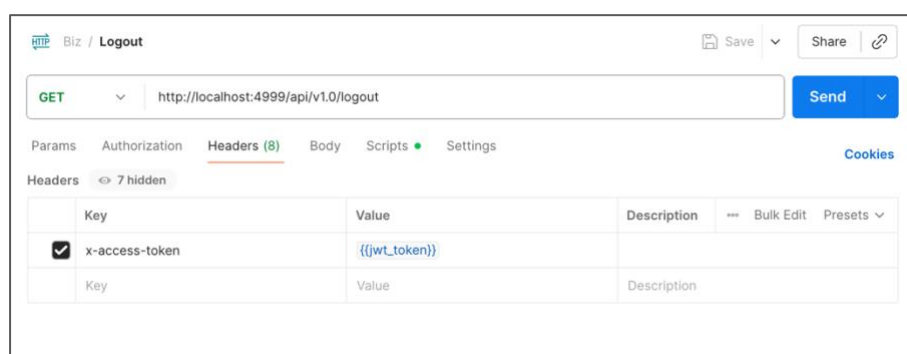 HTTP Biz / Logout Save Share
GET http://localhost:4999/api/v1.0/logout Send
Params Authorization Headers (8) Body Scripts Settings Cookies
Headers 7 hidden
Key Value Description Bulk Edit Presets
x-access-token {{jwt_token}}
Key Value Description